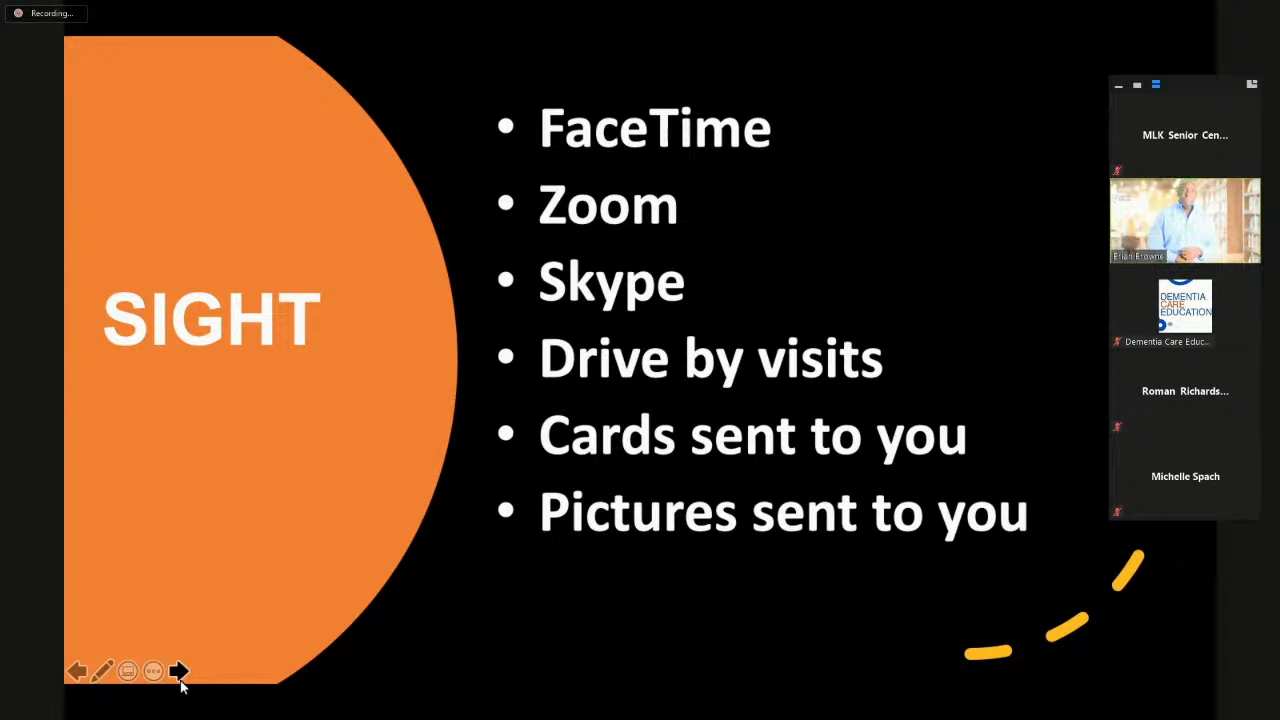 Recording...
SIGHT
• FaceTime
• Zoom
• Skype
• Drive by visits
• Cards sent to you
• Pictures sent to you
MLK Senior Cen...
Brian Browne
DEMENTIA
CARE
EDUCATION
Dementia Care Educ...
Roman Richards...
Michelle Spach